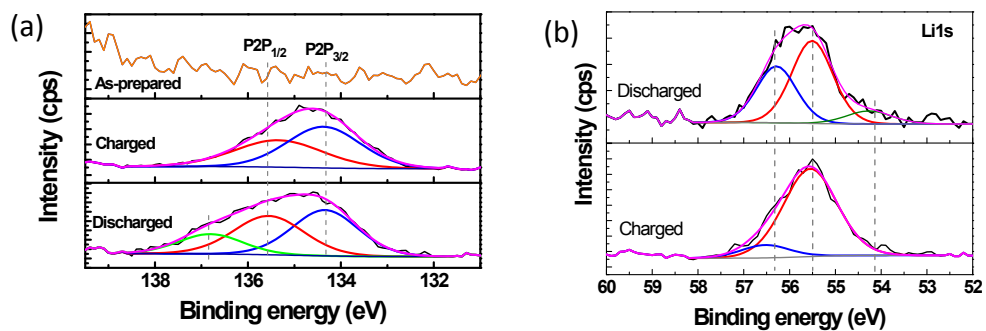 (a)
P2P1/2 P2P3/2
As-prepared
Charged
Discharged
Intensity (cps)
138 136 134 132
Binding energy (eV)
(b)
Li1s
Discharged
Charged
Intensity (cps)
60 59 58 57 56 55 54 53 52
Binding energy (eV)